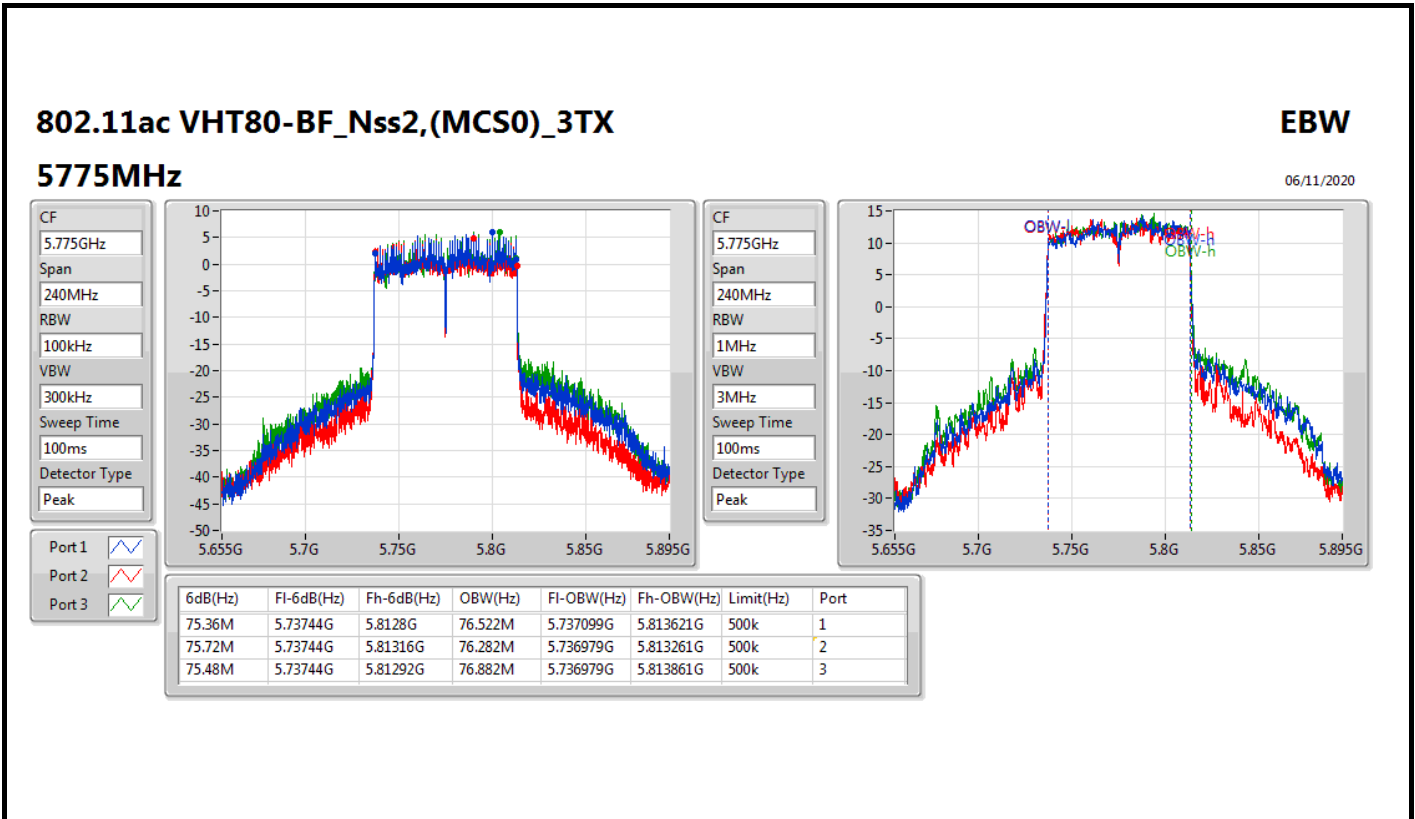 802.11ac VHT80-BF_Nss2,(MCS0)_3TX
EBW
5775MHz
06/11/2020
CF
5.775GHz
Span
240MHz
RBW
100kHz
VBW
300kHz
Sweep Time
100ms
Detector Type
Peak
10
5
0
-5
-10
-15
-20
-25
-30
-35
-40
-45
-50
5.655G 5.7G 5.75G 5.8G 5.85G 5.895G
CF
5.775GHz
Span
240MHz
RBW
1MHz
VBW
3MHz
Sweep Time
100ms
Detector Type
Peak
15
10
5
0
-5
-10
-15
-20
-25
-30
-35
5.655G 5.7G 5.75G 5.8G 5.85G 5.895G
OBW-h
OBW-h
Port 1
Port 2
Port 3
6dB(Hz) Fl-6dB(Hz) Fh-6dB(Hz) OBW(Hz) Fl-OBW(Hz) Fh-OBW(Hz) Limit(Hz) Port
75.36M 5.73744G 5.8128G 76.522M 5.737099G 5.813621G 500k 1
75.72M 5.73744G 5.81316G 76.282M 5.736979G 5.813261G 500k 2
75.48M 5.73744G 5.81292G 76.882M 5.736979G 5.813861G 500k 3